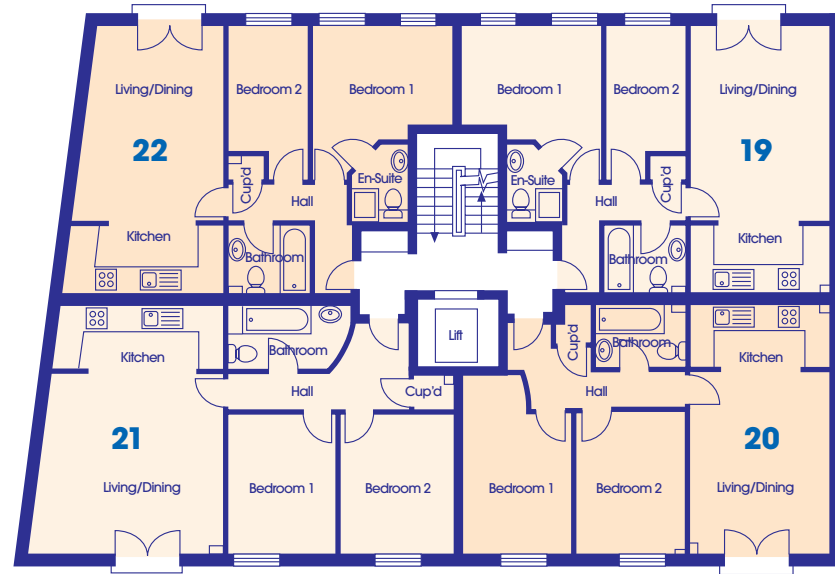 Living/Dining
Bedroom 2
Bedroom 1
Bedroom 1
Bedroom 2
Living/Dining
22
19
Cup'd
En-Suite
En-Suite
Cup'd
Hall
Hall
Kitchen
Kitchen
Bathroom
Bathroom
Lift
Cup'd
Kitchen
Bathroom
Bathroom
Kitchen
Hall
Cup'd
Hall
21
20
Living/Dining
Bedroom 1
Bedroom 2
Bedroom 1
Bedroom 2
Living/Dining